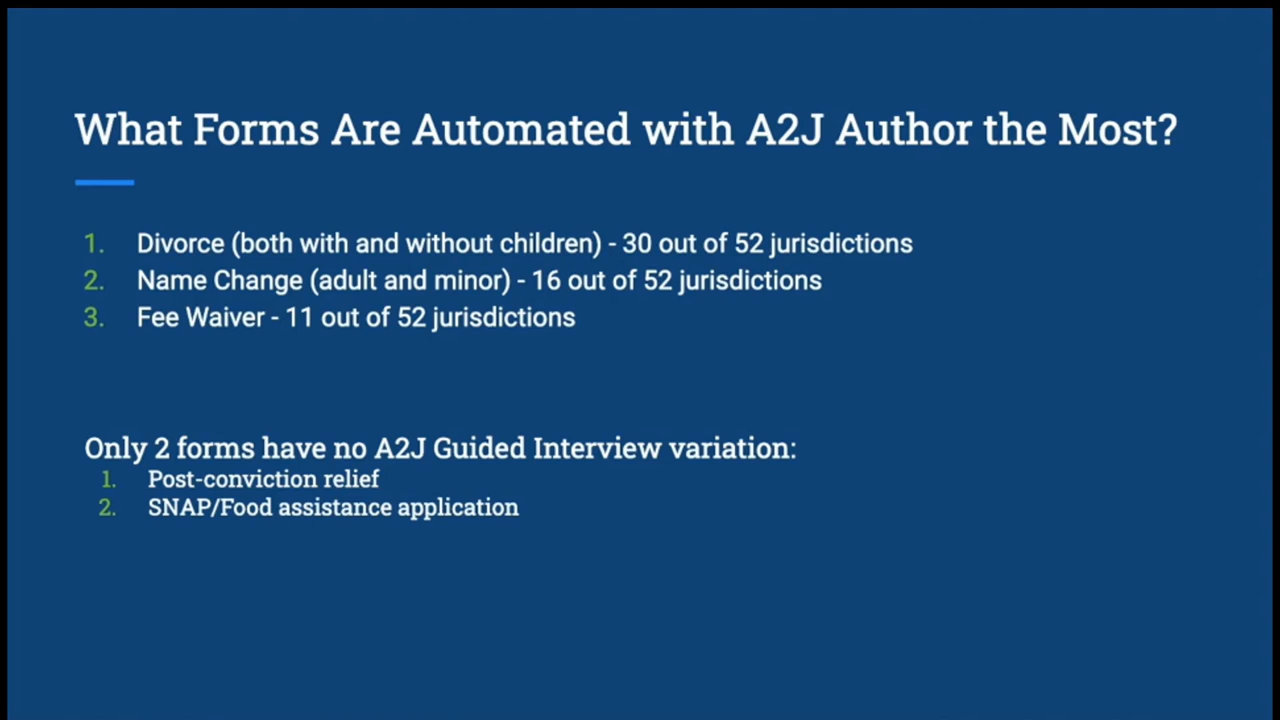 What Forms Are Automated with A2J Author the Most?
1. Divorce (both with and without children) - 30 out of 52 jurisdictions
2. Name Change (adult and minor) - 16 out of 52 jurisdictions
3. Fee Waiver - 11 out of 52 jurisdictions
Only 2 forms have no A2J Guided Interview variation:
1. Post-conviction relief
2. SNAP/Food assistance application